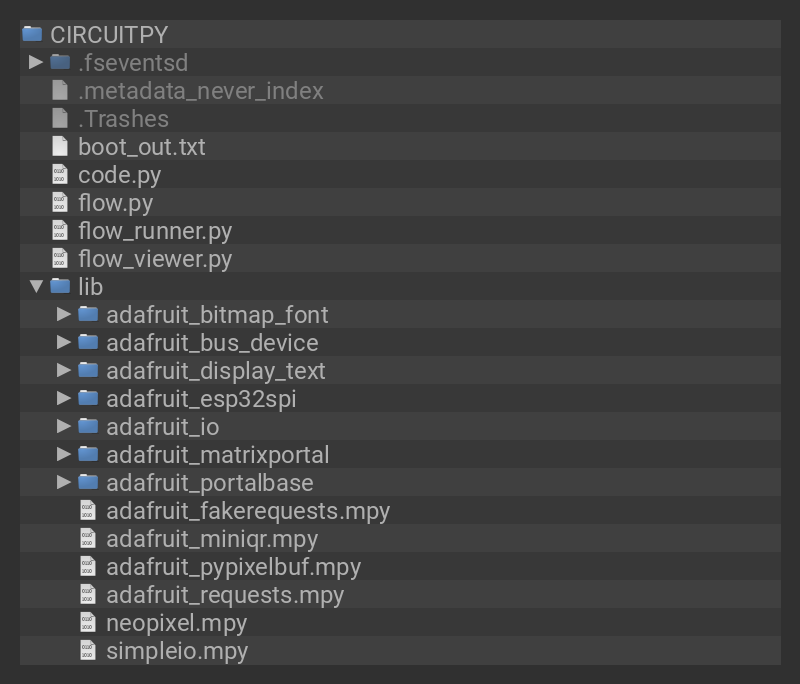 CIRCUITPY
.fseventsd
.metadata_never_index
.Trashes
boot_out.txt
code.py
flow.py
flow_runner.py
flow_viewer.py
lib
adafruit_bitmap_font
adafruit_bus_device
adafruit_display_text
adafruit_esp32spi
adafruit_io
adafruit_matrixportal
adafruit_portalbase
adafruit_fakerequests.mpy
adafruit_miniqr.mpy
adafruit_pypixelbuf.mpy
adafruit_requests.mpy
neopixel.mpy
simpleio.mpy